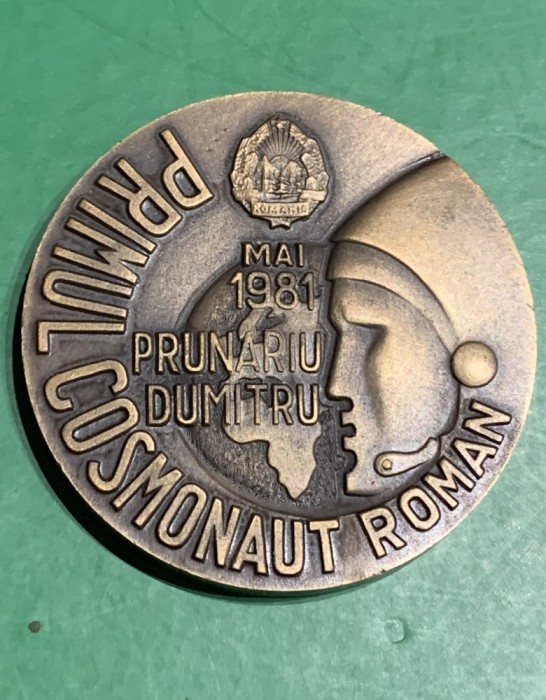 ROMANIA
MAI
1981
PRUNARIU
DUMITRU
PRIMUL COSMONAUT ROMAN